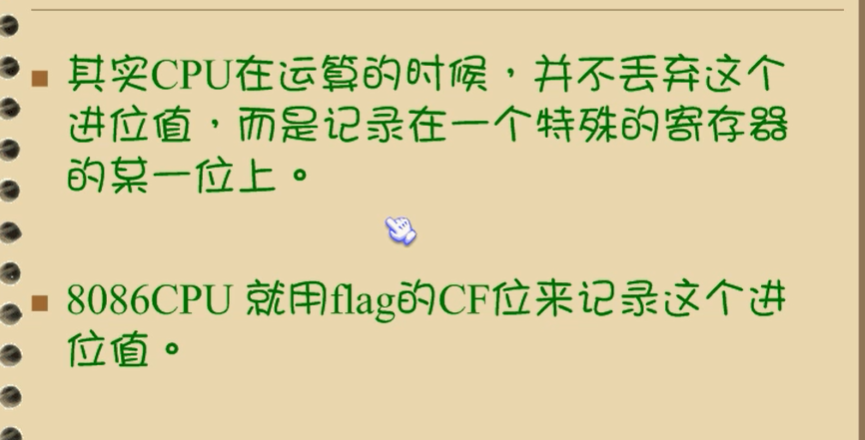 其实CPU在运算的时候，并不丢弃这个
进位值，而是记录在一个特殊的寄存器
的某一位上。
8086CPU 就用flag的CF位来记录这个进
位值。